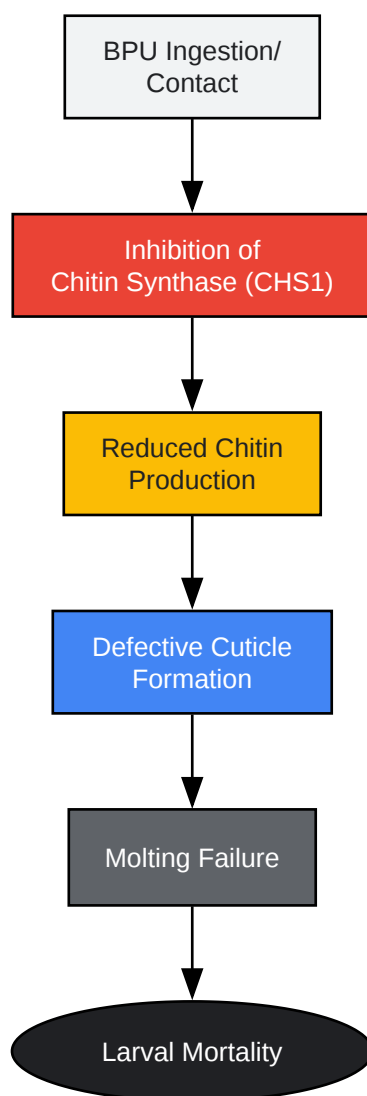 BPU Ingestion/
Contact
Inhibition of
Chitin Synthase (CHS1)
Reduced Chitin
Production
Defective Cuticle
Formation
Molting Failure
Larval Mortality